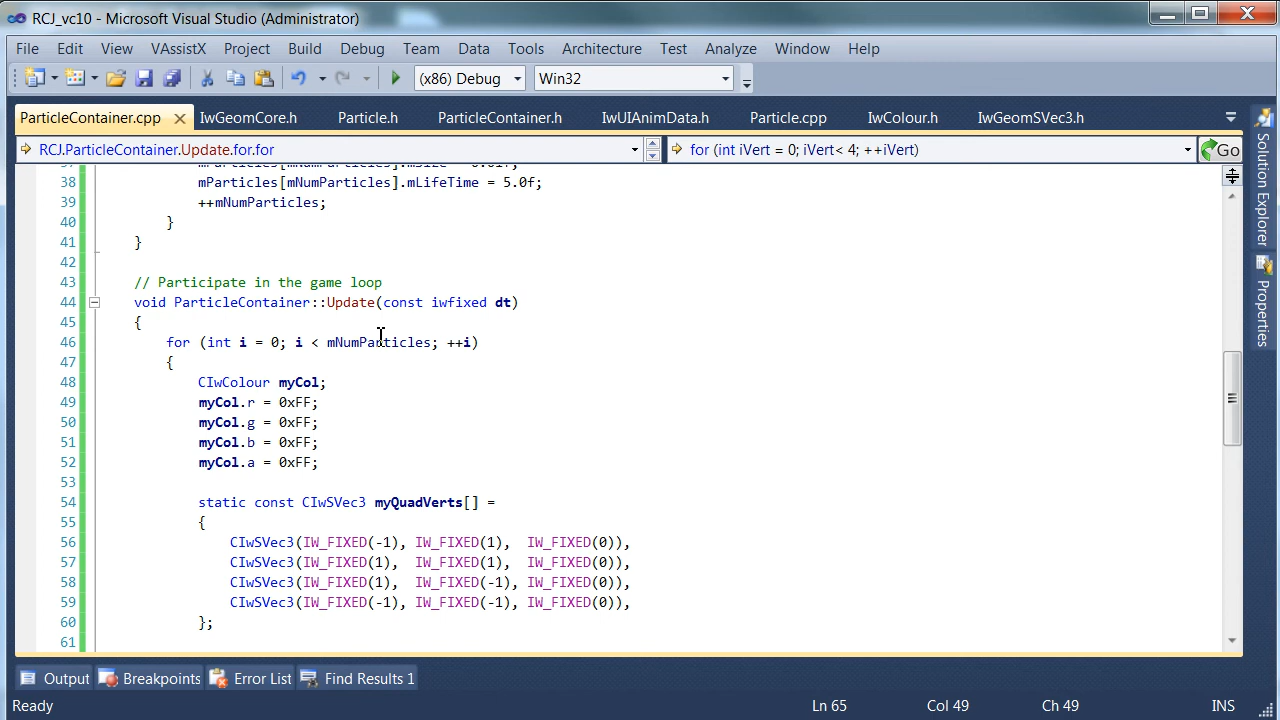 RCJ_vc10 - Microsoft Visual Studio (Administrator)
File Edit View VAssistX Project Build Debug Team Data Tools Architecture Test Analyze Window Help
(x86) Debug Win32
ParticleContainer.cpp IwGeomCore.h Particle.h ParticleContainer.h IwUIAnimData.h Particle.cpp IwColour.h IwGeomSVec3.h
RCJ.ParticleContainer.Update.for.for for (int iVert = 0; iVert< 4; ++iVert) Go
38 mParticles[mNumParticles].mLifeTime = 5.0f;
39 ++mNumParticles;
40 }
41 }
42
43 // Participate in the game loop
44 void ParticleContainer::Update(const iwfixed dt)
45 {
46 for (int i = 0; i < mNumParticles; ++i)
47 {
48 CIwColour myCol;
49 myCol.r = 0xFF;
50 myCol.g = 0xFF;
51 myCol.b = 0xFF;
52 myCol.a = 0xFF;
53
54 static const CIwSVec3 myQuadVerts[] =
55 {
56 CIwSVec3(IW_FIXED(-1), IW_FIXED(1), IW_FIXED(0)),
57 CIwSVec3(IW_FIXED(1), IW_FIXED(1), IW_FIXED(0)),
58 CIwSVec3(IW_FIXED(1), IW_FIXED(-1), IW_FIXED(0)),
59 CIwSVec3(IW_FIXED(-1), IW_FIXED(-1), IW_FIXED(0)),
60 };
61
Solution Explorer
Properties
Output Breakpoints Error List Find Results 1
Ready Ln 65 Col 49 Ch 49 INS